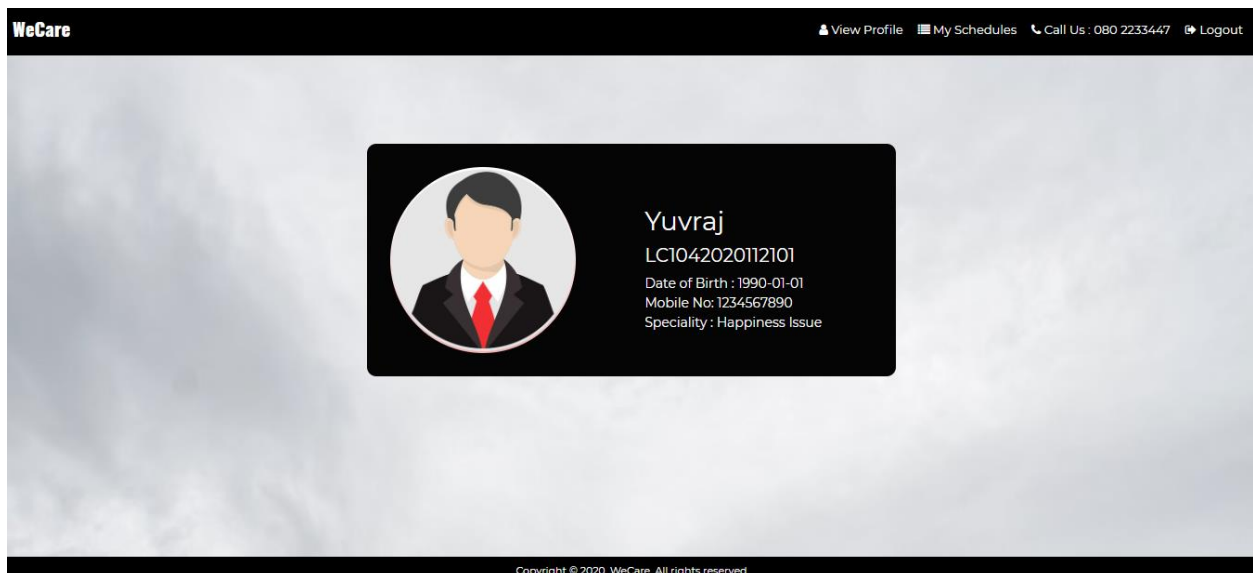 WeCare
View Profile My Schedules Call Us : 080 2233447 Logout
Yuvraj
LC1042020112101
Date of Birth : 1990-01-01
Mobile No: 1234567890
Speciality : Happiness Issue
Copyright © 2020, WeCare. All rights reserved